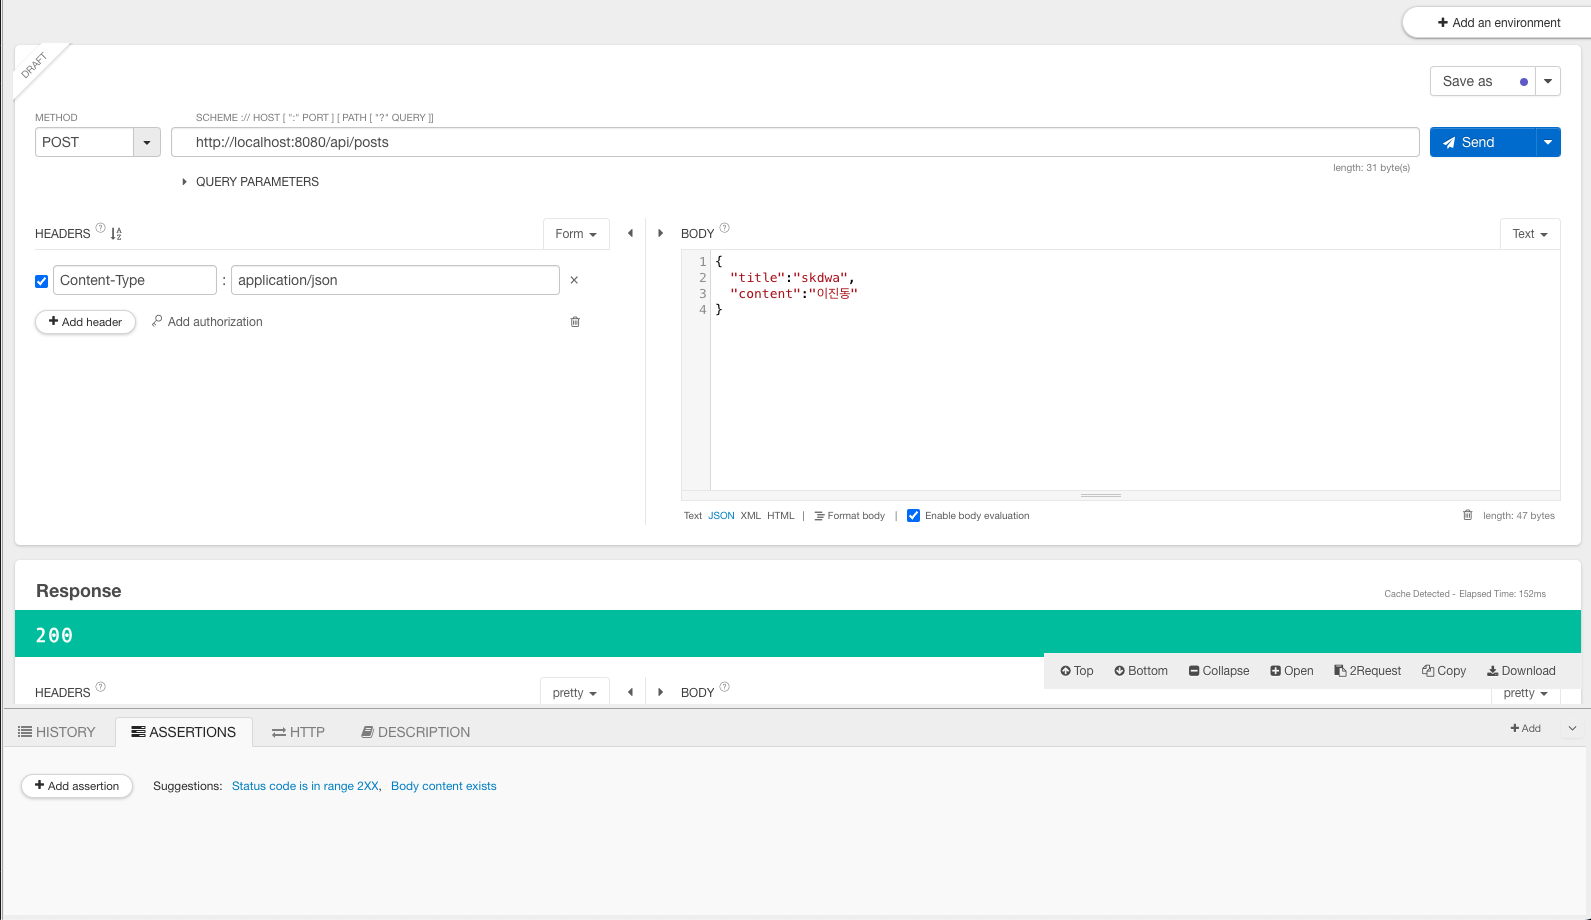 Add an environment
DRAFT
Save as
METHOD
SCHEME :// HOST [ ":" PORT ] [ PATH [ "?" QUERY ]]
POST
http://localhost:8080/api/posts
Send
length: 31 byte(s)
QUERY PARAMETERS
HEADERS ?
Form
BODY ?
Text
Content-Type : application/json ×
Add header
Add authorization
1 {
2 "title":"skdwa",
3 "content":"이진동"
4 }
Text JSON XML HTML | Format body | Enable body evaluation
length: 47 bytes
Response
Cache Detected - Elapsed Time: 152ms
200
Top Bottom Collapse Open 2Request Copy Download
HEADERS ?
pretty
BODY ?
pretty
HISTORY ASSERTIONS HTTP DESCRIPTION
Add
Add assertion
Suggestions: Status code is in range 2XX, Body content exists